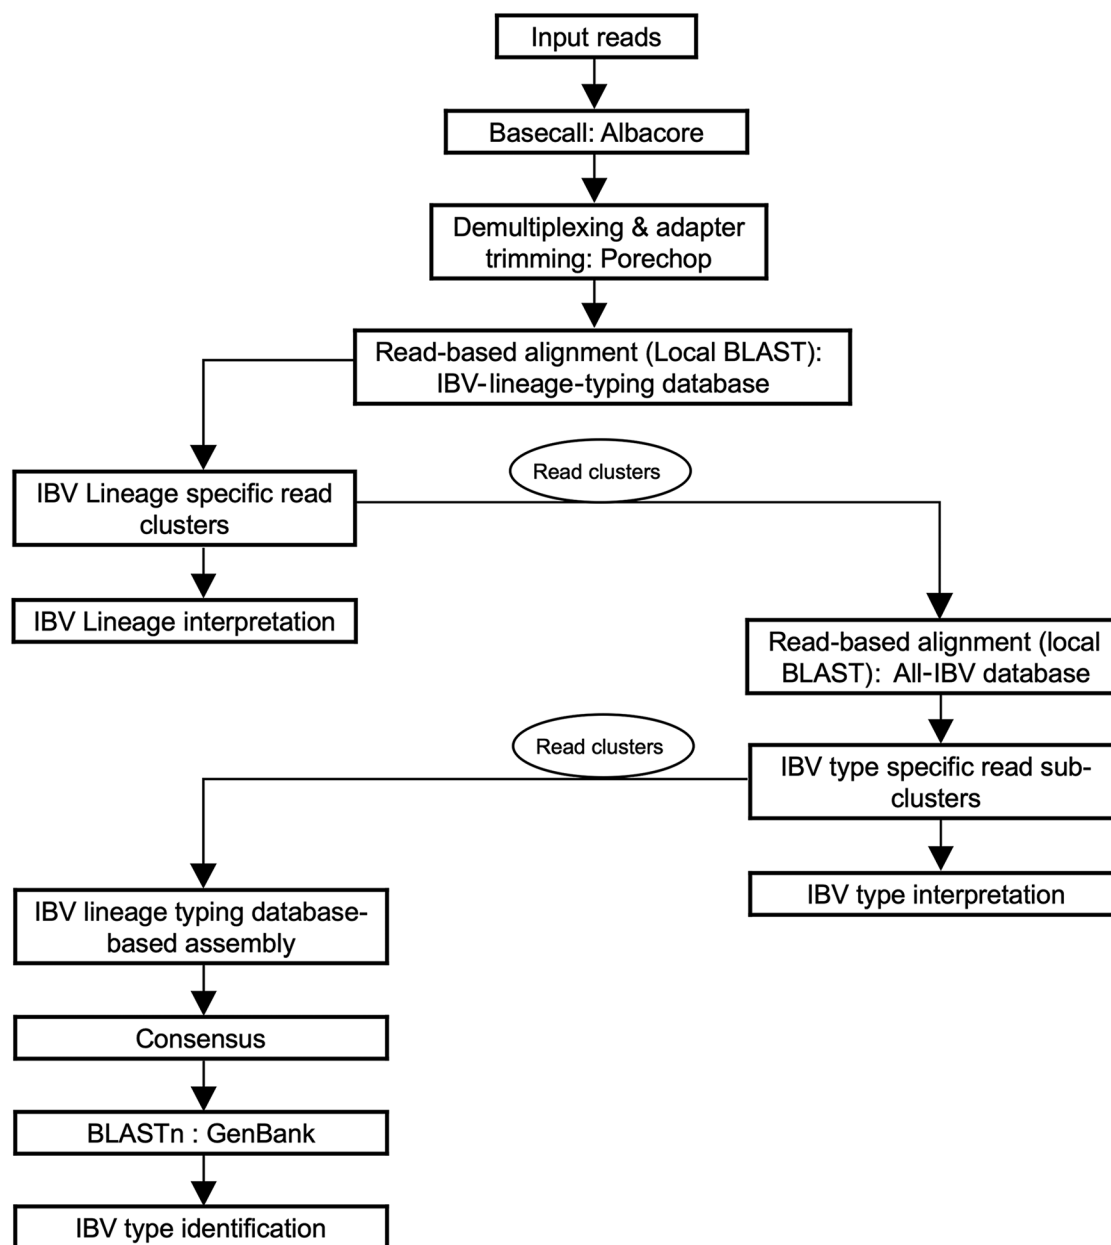 Input reads
Basecall: Albacore
Demultiplexing & adapter
trimming: Porechop
Read-based alignment (Local BLAST):
IBV-lineage-typing database
Read clusters
IBV Lineage specific read
clusters
IBV Lineage interpretation
Read-based alignment (local
BLAST): All-IBV database
Read clusters
IBV type specific read sub-
clusters
IBV type interpretation
IBV lineage typing database-
based assembly
Consensus
BLASTn : GenBank
IBV type identification